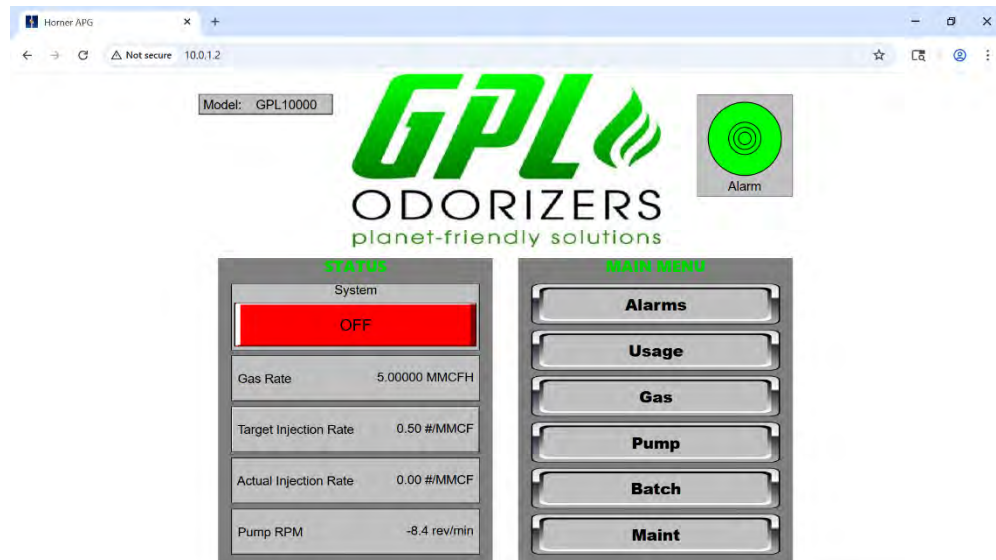 Horner APG
Not secure 10.0.1.2
Model: GPL10000
GPL
ODORIZERS
planet-friendly solutions
Alarm
STATUS
System
OFF
Gas Rate 5.00000 MMCFH
Target Injection Rate 0.50 #/MMCF
Actual Injection Rate 0.00 #/MMCF
Pump RPM -8.4 rev/min
MAIN MENU
Alarms
Usage
Gas
Pump
Batch
Maint